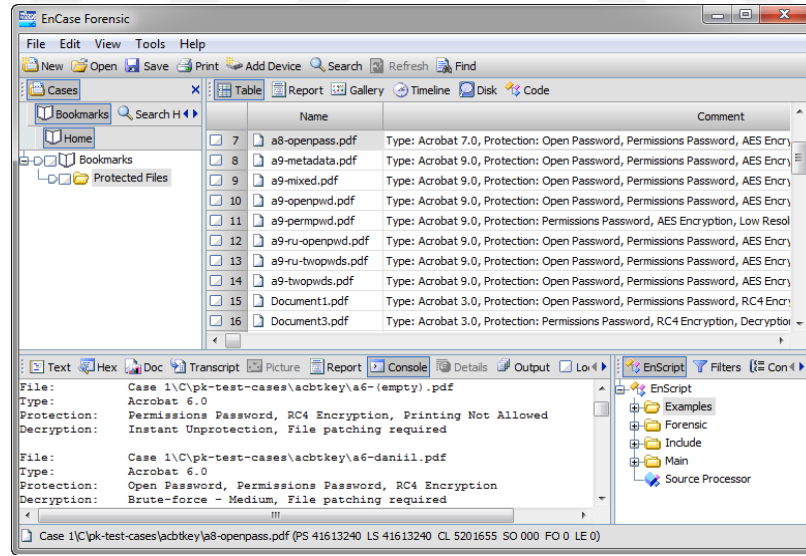 EnCase Forensic
File Edit View Tools Help
New Open Save Print Add Device Search Refresh Find
Cases
Table Report Gallery Timeline Disk Code
Bookmarks Search H
Home
Bookmarks
Protected Files
Name Comment
7 a8-openpass.pdf Type: Acrobat 7.0, Protection: Open Password, Permissions Password, AES Encry
8 a9-metadata.pdf Type: Acrobat 9.0, Protection: Open Password, Permissions Password, AES Encry
9 a9-mixed.pdf Type: Acrobat 9.0, Protection: Open Password, Permissions Password, AES Encry
10 a9-openpwd.pdf Type: Acrobat 9.0, Protection: Open Password, Permissions Password, AES Encry
11 a9-permpwd.pdf Type: Acrobat 9.0, Protection: Permissions Password, AES Encryption, Low Resol
12 a9-ru-openpwd.pdf Type: Acrobat 9.0, Protection: Open Password, Permissions Password, AES Encry
13 a9-ru-twopwds.pdf Type: Acrobat 9.0, Protection: Open Password, Permissions Password, AES Encry
14 a9-twopwds.pdf Type: Acrobat 9.0, Protection: Open Password, Permissions Password, AES Encry
15 Document1.pdf Type: Acrobat 3.0, Protection: Open Password, Permissions Password, RC4 Encry
16 Document3.pdf Type: Acrobat 3.0, Protection: Permissions Password, RC4 Encryption, Decryption
Text Hex Doc Transcript Picture Report Console Details Output Lo
File: Case 1\C\pk-test-cases\acbtkey\a6-(empty).pdf
Type: Acrobat 6.0
Protection: Permissions Password, RC4 Encryption, Printing Not Allowed
Decryption: Instant Unprotection, File patching required
File: Case 1\C\pk-test-cases\acbtkey\a6-daniil.pdf
Type: Acrobat 6.0
Protection: Open Password, Permissions Password, RC4 Encryption
Decryption: Brute-force - Medium, File patching required
EnScript Filters Con
EnScript
Examples
Forensic
Include
Main
Source Processor
Case 1\C\pk-test-cases\acbtkey\a8-openpass.pdf (PS 41613240 LS 41613240 CL 5201655 SO 000 FO 0 LE 0)